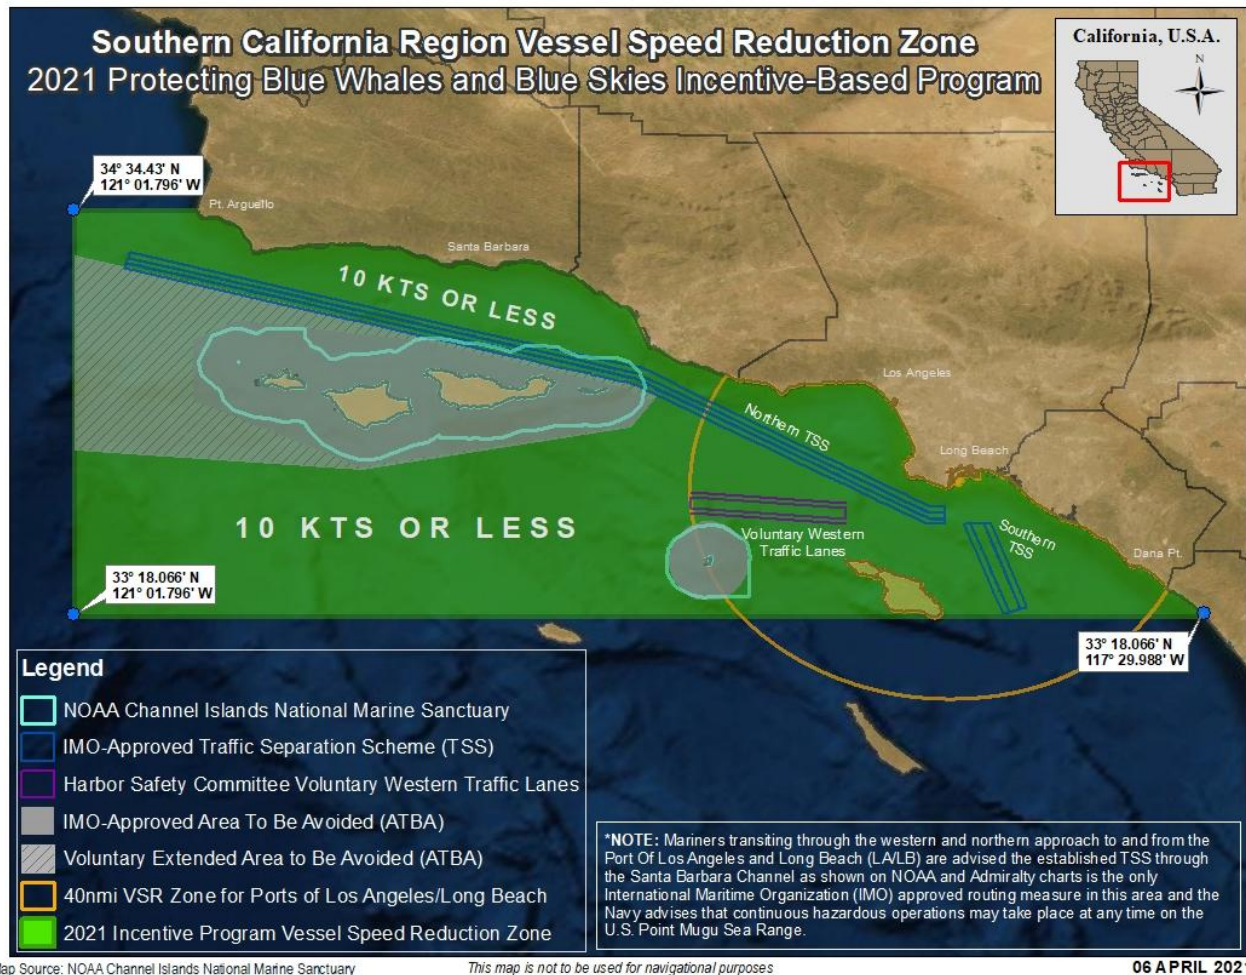 Southern California Region Vessel Speed Reduction Zone
2021 Protecting Blue Whales and Blue Skies Incentive-Based Program
California, U.S.A.
N
34° 34.43' N
121° 01.796' W
Pt. Arguello
Santa Barbara
10 KTS OR LESS
Los Angeles
Northern TSS
Long Beach
10 KTS OR LESS
Voluntary Western
Traffic Lanes
Southern
TSS
Dana Pt.
33° 18.066' N
121° 01.796' W
33° 18.066' N
117° 29.988' W
Legend
NOAA Channel Islands National Marine Sanctuary
IMO-Approved Traffic Separation Scheme (TSS)
Harbor Safety Committee Voluntary Western Traffic Lanes
IMO-Approved Area To Be Avoided (ATBA)
Voluntary Extended Area to Be Avoided (ATBA)
40nmi VSR Zone for Ports of Los Angeles/Long Beach
2021 Incentive Program Vessel Speed Reduction Zone
*NOTE: Mariners transiting through the western and northern approach to and from the
Port Of Los Angeles and Long Beach (LA/LB) are advised the established TSS through
the Santa Barbara Channel as shown on NOAA and Admiralty charts is the only
International Maritime Organization (IMO) approved routing measure in this area and the
Navy advises that continuous hazardous operations may take place at any time on the
U.S. Point Mugu Sea Range.
ap Source: NOAA Channel Islands National Marine Sanctuary
This map is not to be used for navigational purposes
06 APRIL 2021